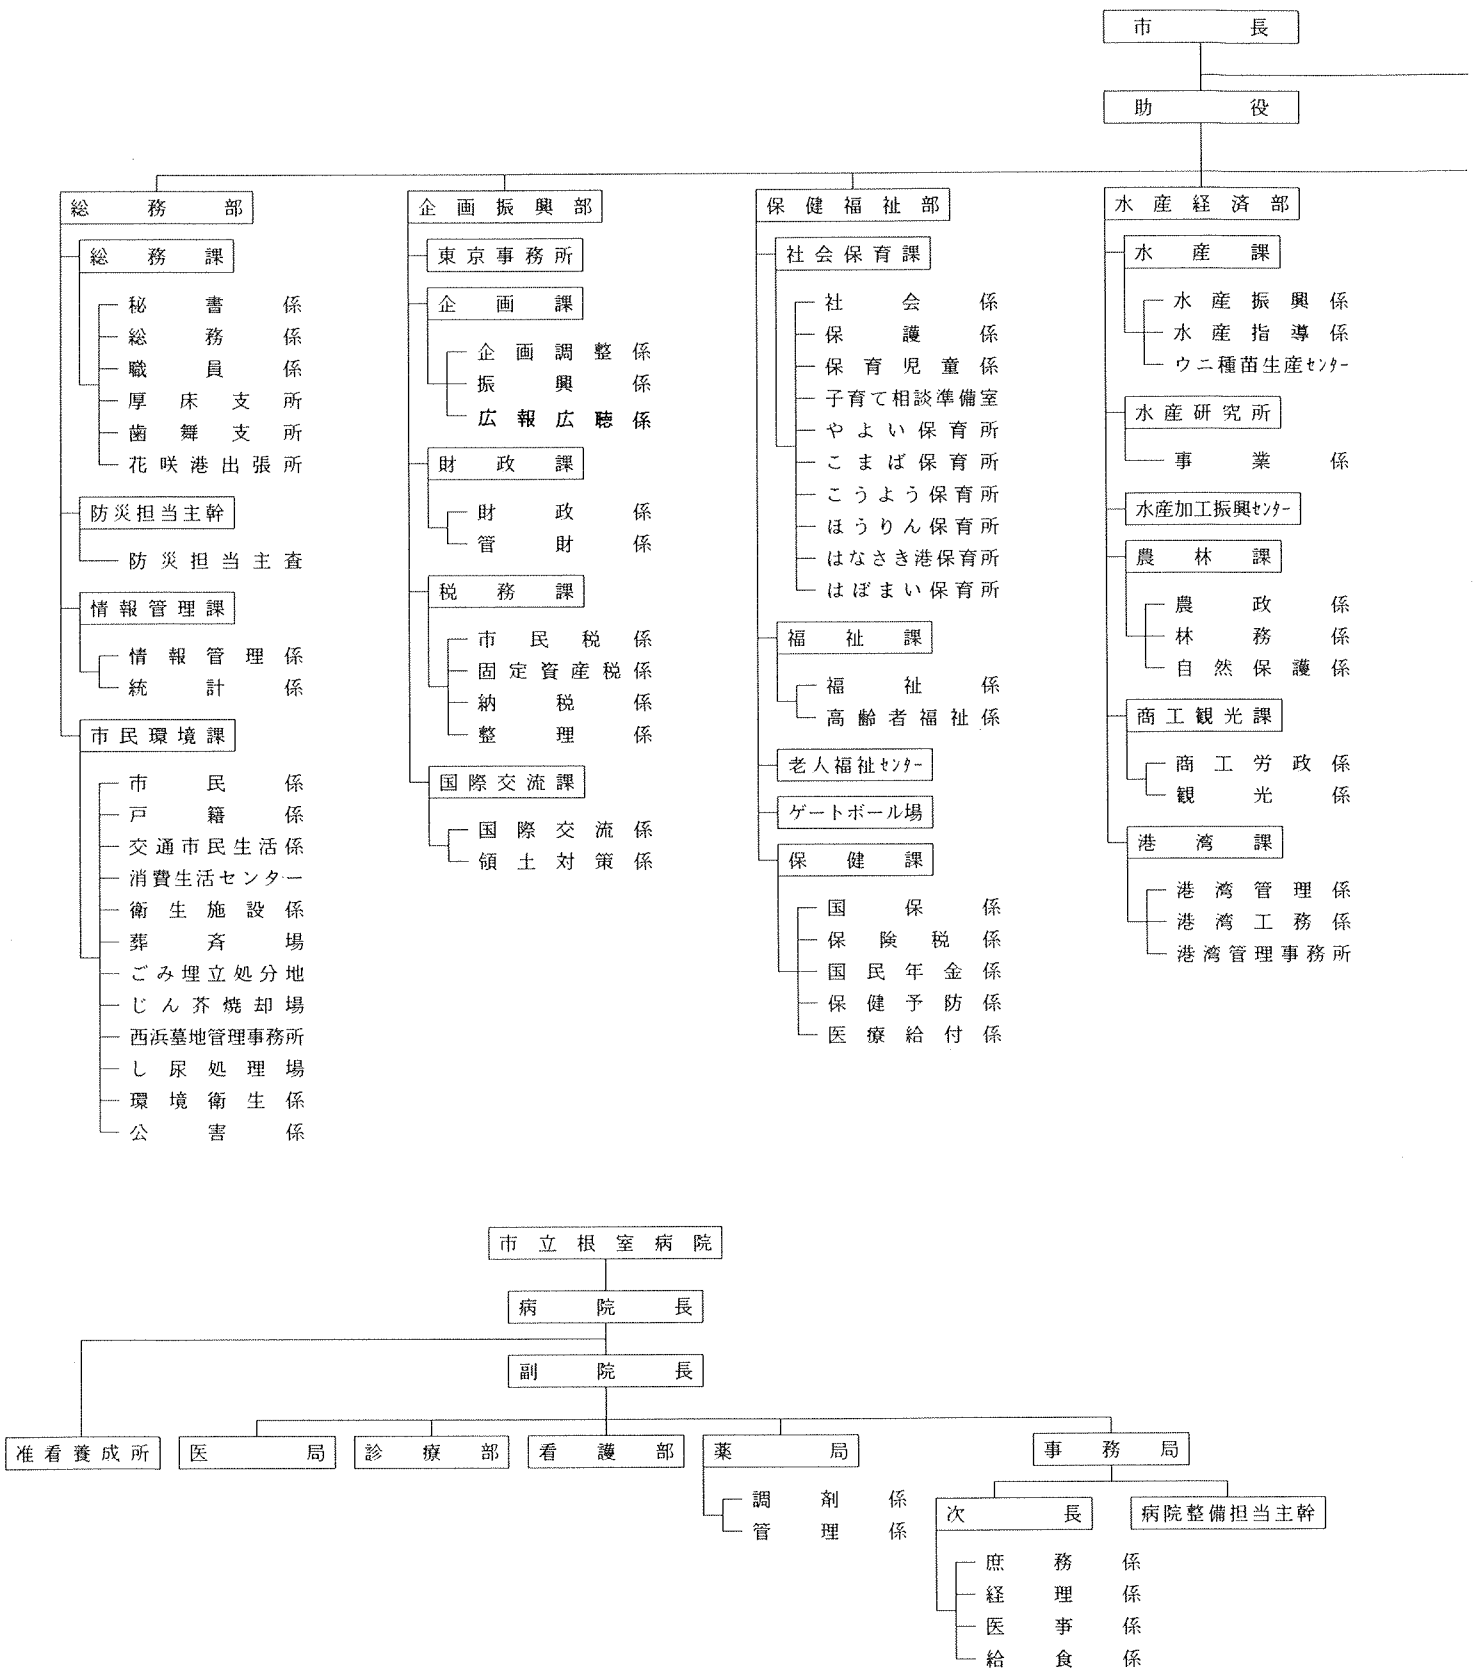 市長
助役
総務部
総務課
秘書係
総務係
職員係
厚床支所
歯舞支所
花咲港出張所
防災担当主幹
防災担当主査
情報管理課
情報管理係
統計係
市民環境課
市民係
戸籍係
交通市民生活係
消費生活センター
衛生施設係
葬斉場
ごみ埋立処分地
じん芥焼却場
西浜墓地管理事務所
し尿処理場
環境衛生係
公害係
企画振興部
東京事務所
企画課
企画調整係
振興係
広報広聴係
財政課
財政係
管財係
税務課
市民税係
固定資産税係
納税係
整理係
国際交流課
国際交流係
領土対策係
保健福祉部
社会保育課
社会係
保護係
保育児童係
子育て相談準備室
やよい保育所
こまば保育所
こうよう保育所
ほうりん保育所
はなさき港保育所
はぼまい保育所
福祉課
福祉係
高齢者福祉係
老人福祉センター
ゲートボール場
保健課
国保係
保険税係
国民年金係
保健予防係
医療給付係
水産経済部
水産課
水産振興係
水産指導係
ウニ種苗生産センター
水産研究所
事業係
水産加工振興センター
農林課
農政係
林務係
自然保護係
商工観光課
商工労政係
観光係
港湾課
港湾管理係
港湾工務係
港湾管理事務所
市立根室病院
病院長
副院長
准看養成所
医局
診療部
看護部
薬局
調剤係
管理係
事務局
次長
病院整備担当主幹
庶務係
経理係
医事係
給食係